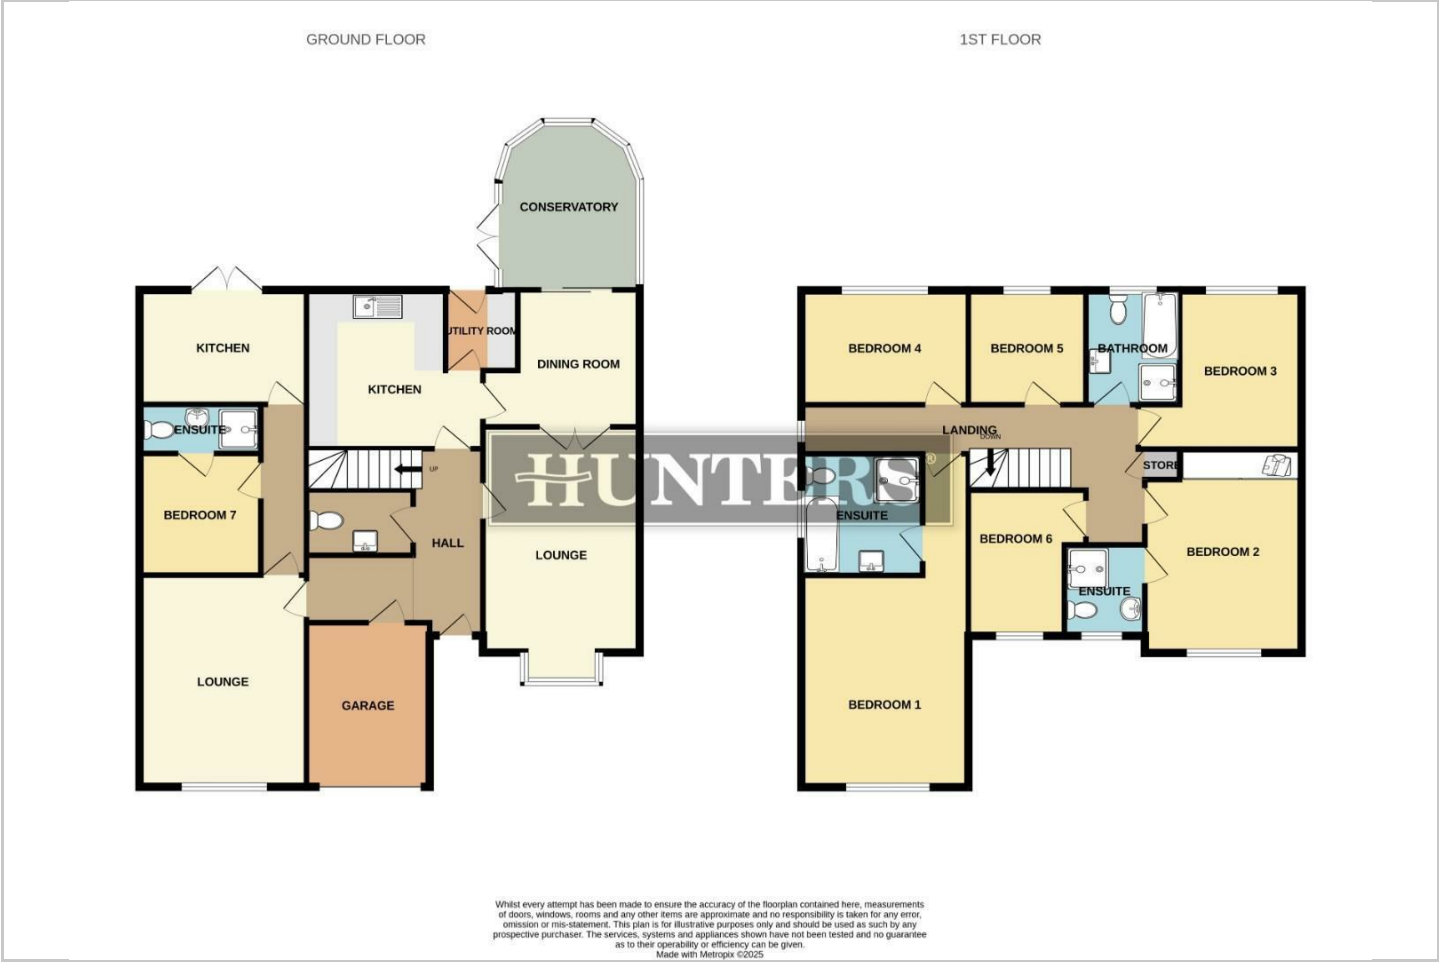 GROUND FLOOR
1ST FLOOR
CONSERVATORY
KITCHEN
UTILITY ROOM
DINING ROOM
KITCHEN
ENSUITE
UP
BEDROOM 7
HALL
LOUNGE
LOUNGE
GARAGE
BEDROOM 4
BEDROOM 5
BATHROOM
BEDROOM 3
LANDING
DOWN
STORE
ENSUITE
BEDROOM 6
BEDROOM 2
ENSUITE
BEDROOM 1
HUNTERS®
Whilst every attempt has been made to ensure the accuracy of the floorplan contained here, measurements
of doors, windows, rooms and any other items are approximate and no responsibility is taken for any error,
omission or mis-statement. This plan is for illustrative purposes only and should be used as such by any
prospective purchaser. The services, systems and appliances shown have not been tested and no guarantee
as to their operability or efficiency can be given.
Made with Metropix ©2025